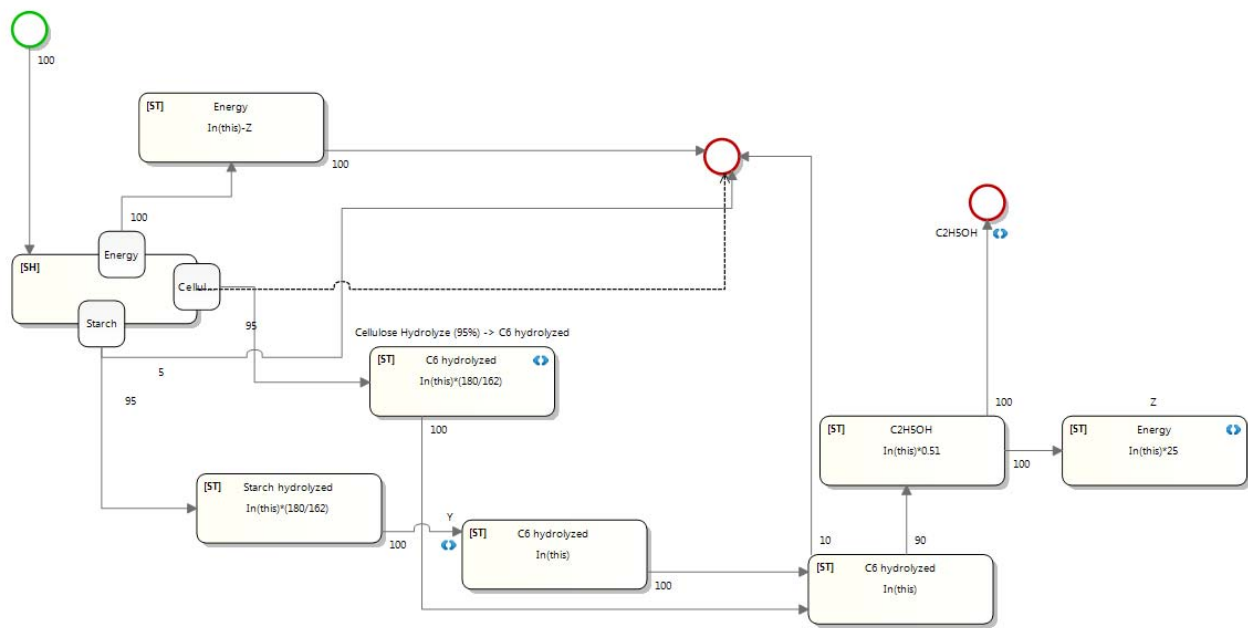 100
[ST] Energy
In(this)-Z
100
100
C2H5OH
Energy
[SH]
Cellul...
Starch
95
Cellulose Hydrolyze (95%) -> C6 hydrolyzed
[ST] C6 hydrolyzed
In(this)*(180/162)
5
95
100
Z
100
[ST] C2H5OH
In(this)*0.51
[ST] Energy
In(this)*25
100
[ST] Starch hydrolyzed
In(this)*(180/162)
100
Y
[ST] C6 hydrolyzed
In(this)
100
10
90
[ST] C6 hydrolyzed
In(this)